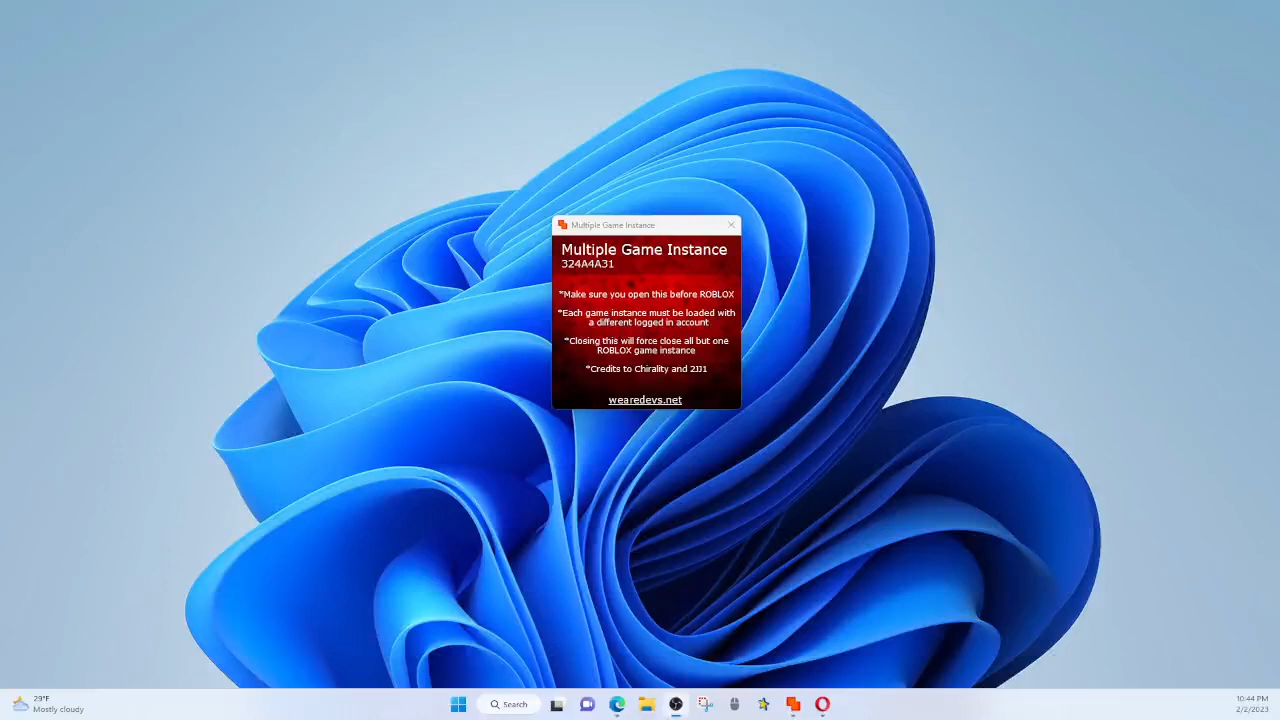 Multiple Game Instance
Multiple Game Instance
324A4A31
*Make sure you open this before ROBLOX
*Each game instance must be loaded with
a different logged in account
*Closing this will force close all but one
ROBLOX game instance
*Credits to Chirality and 2JJ1
wearedevs.net
29°F
Mostly cloudy
Search
10:44 PM
2/2/2023